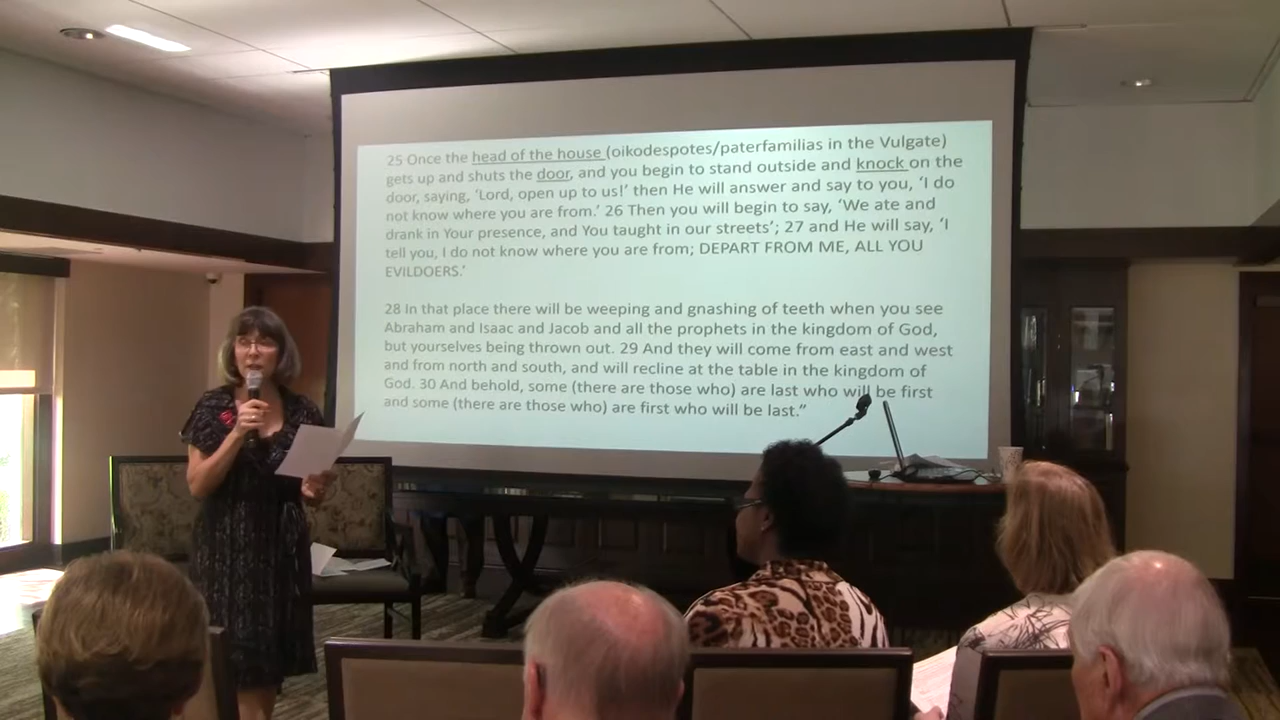 25 Once the head of the house (oikodespotes/paterfamilias in the Vulgate)
gets up and shuts the door, and you begin to stand outside and knock on the
door, saying, ‘Lord, open up to us!’ then He will answer and say to you, ‘I do
not know where you are from.’ 26 Then you will begin to say, ‘We ate and
drank in Your presence, and You taught in our streets’; 27 and He will say, ‘I
tell you, I do not know where you are from; DEPART FROM ME, ALL YOU
EVILDOERS.’
28 In that place there will be weeping and gnashing of teeth when you see
Abraham and Isaac and Jacob and all the prophets in the kingdom of God,
but yourselves being thrown out. 29 And they will come from east and west
and from north and south, and will recline at the table in the kingdom of
God. 30 And behold, some (there are those who) are last who will be first
and some (there are those who) are first who will be last.”